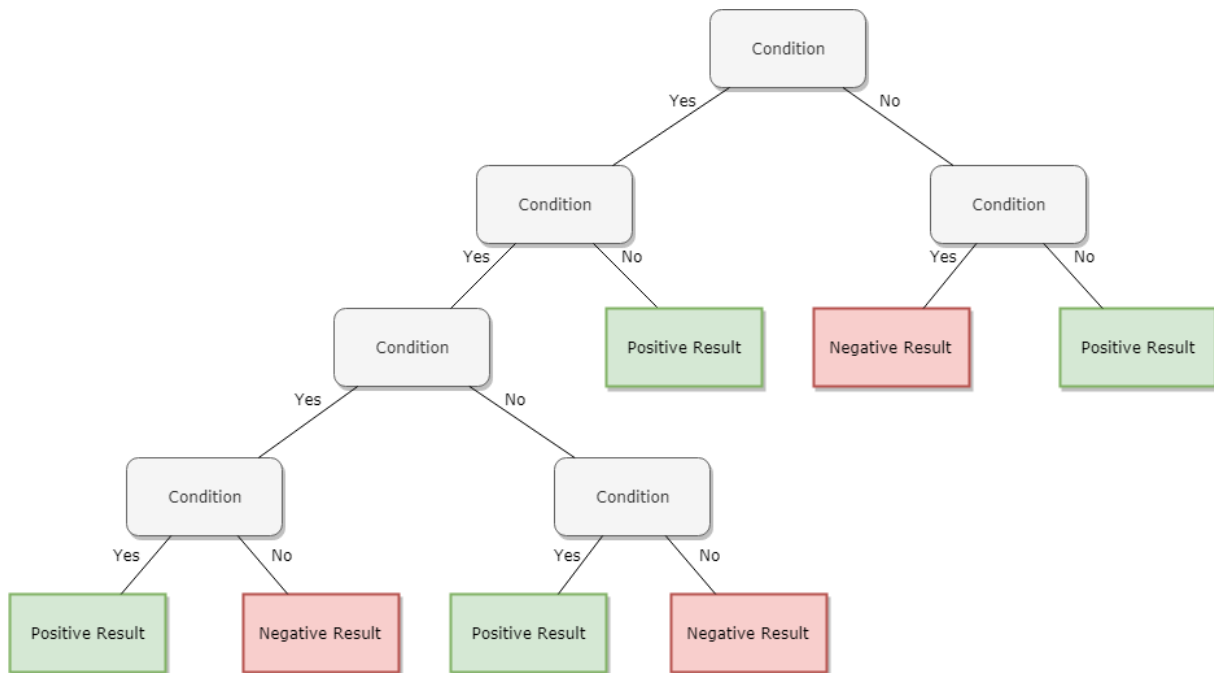 Condition
Yes
No
Condition
Condition
Yes
No
Yes
No
Condition
Positive Result
Negative Result
Positive Result
Yes
No
Condition
Condition
Yes
No
Yes
No
Positive Result
Negative Result
Positive Result
Negative Result